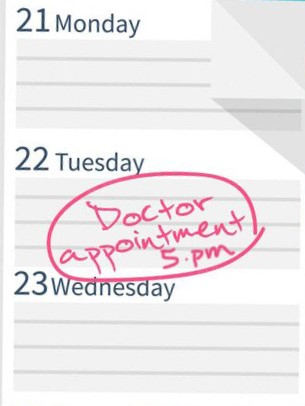 21 Monday
22 Tuesday
Doctor
appointment
5.pm
23 Wednesday